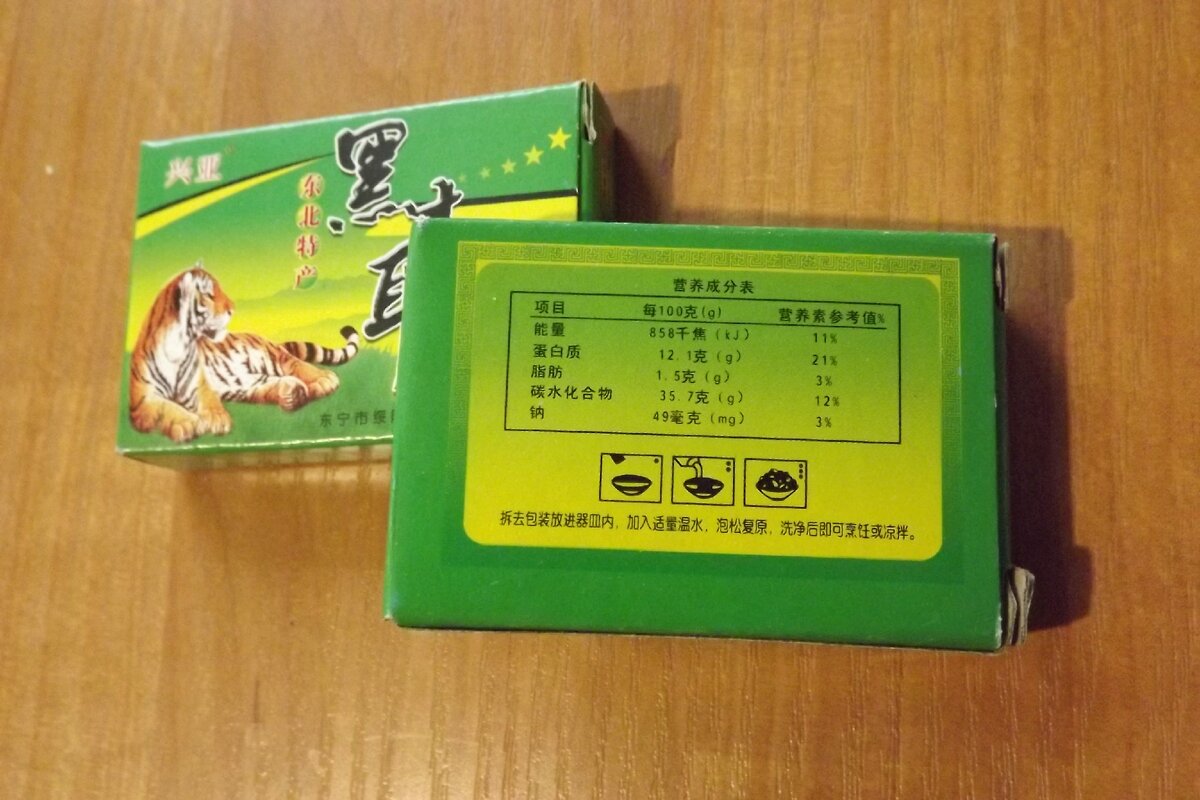 兴亚
东北特产
黑木
耳
东宁市绥
营养成分表
项目 每100克(g) 营养素参考值%
能量 858千焦(kJ) 11%
蛋白质 12.1克(g) 21%
脂肪 1.5克(g) 3%
碳水化合物 35.7克(g) 12%
钠 49毫克(mg) 3%
拆去包装放进器皿内，加入适量温水，泡松复原，洗净后即可烹饪或凉拌。